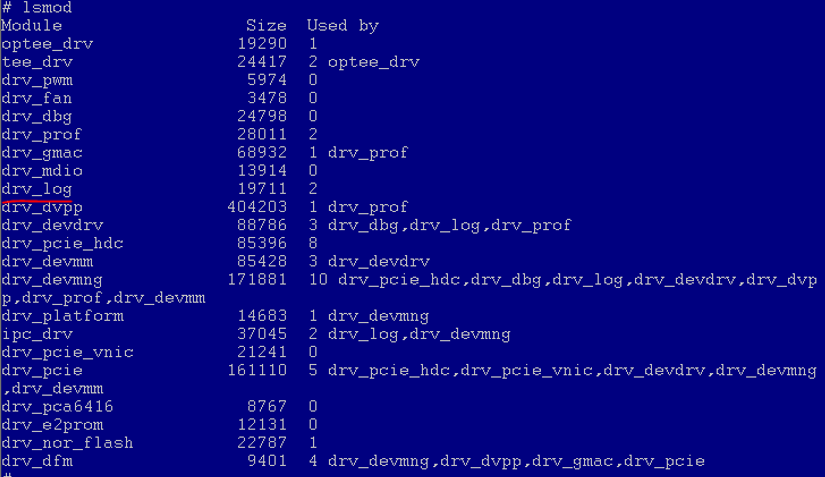 # lsmod
Module Size Used by
optee_drv 19290 1
tee_drv 24417 2 optee_drv
drv_pwm 5974 0
drv_fan 3478 0
drv_dbg 24798 0
drv_prof 28011 2
drv_gmac 68932 1 drv_prof
drv_mdio 13914 0
drv_log 19711 2
drv_dvpp 404203 1 drv_prof
drv_devdrv 88786 3 drv_dbg,drv_log,drv_prof
drv_pcie_hdc 85396 8
drv_devmm 85428 3 drv_devdrv
drv_devmng 171881 10 drv_pcie_hdc,drv_dbg,drv_log,drv_devdrv,drv_dvp
p,drv_prof,drv_devmm
drv_platform 14683 1 drv_devmng
ipc_drv 37045 2 drv_log,drv_devmng
drv_pcie_vnic 21241 0
drv_pcie 161110 5 drv_pcie_hdc,drv_pcie_vnic,drv_devdrv,drv_devmng
,drv_devmm
drv_pca6416 8767 0
drv_e2prom 12131 0
drv_nor_flash 22787 1
drv_dfm 9401 4 drv_devmng,drv_dvpp,drv_gmac,drv_pcie
#